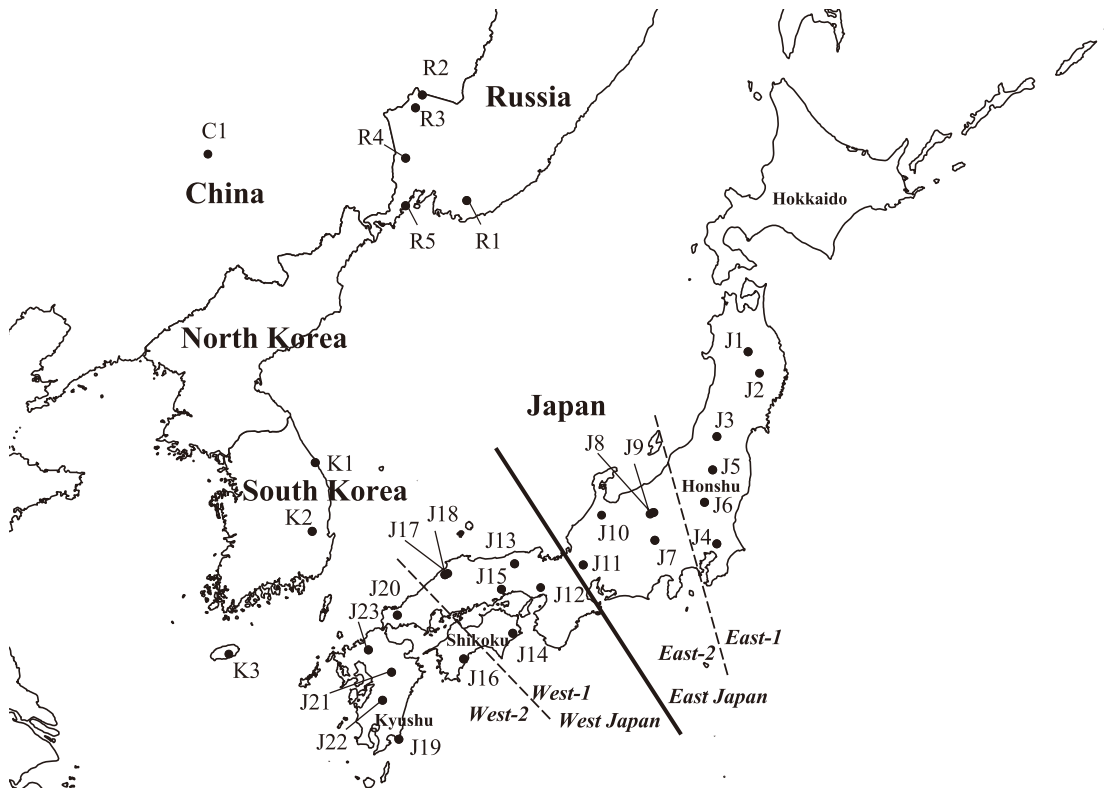 R2
Russia
R3
C1
R4
China
Hokkaido
R5
R1
North Korea
J1
J2
Japan
J3
J8
J9
K1
J5
South Korea
Honshu
J6
K2
J18
J10
J17
J4
J13
J7
J11
J15
J20
J12
J23
Shikoku
East-1
J14
East-2
K3
J16
J21
West-1
East Japan
West-2
West Japan
Kyushu
J22
J19